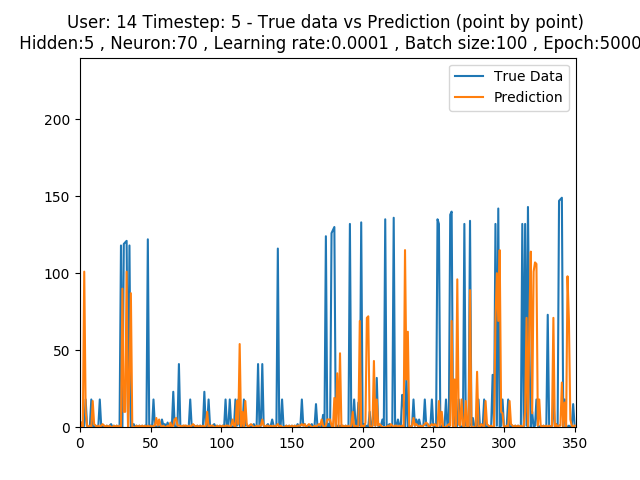 User: 14 Timestep: 5 - True data vs Prediction (point by point)
Hidden:5 , Neuron:70 , Learning rate:0.0001 , Batch size:100 , Epoch:5000
True Data
Prediction
200
150
100
50
0
0 50 100 150 200 250 300 350